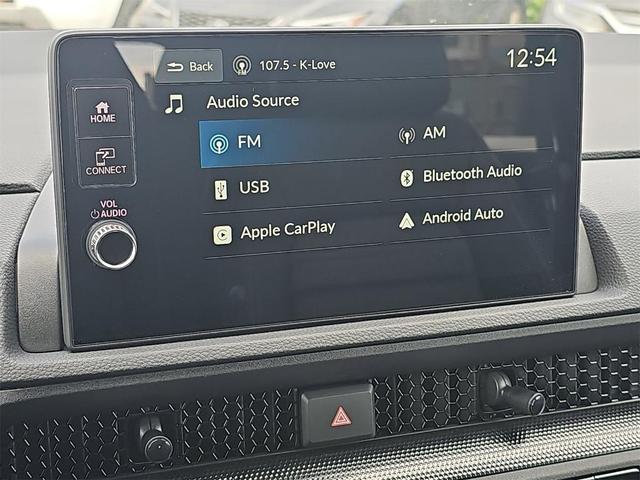 Back
107.5 - K-Love
12:54
Audio Source
HOME
CONNECT
VOL
AUDIO
FM
AM
USB
Bluetooth Audio
Apple CarPlay
Android Auto